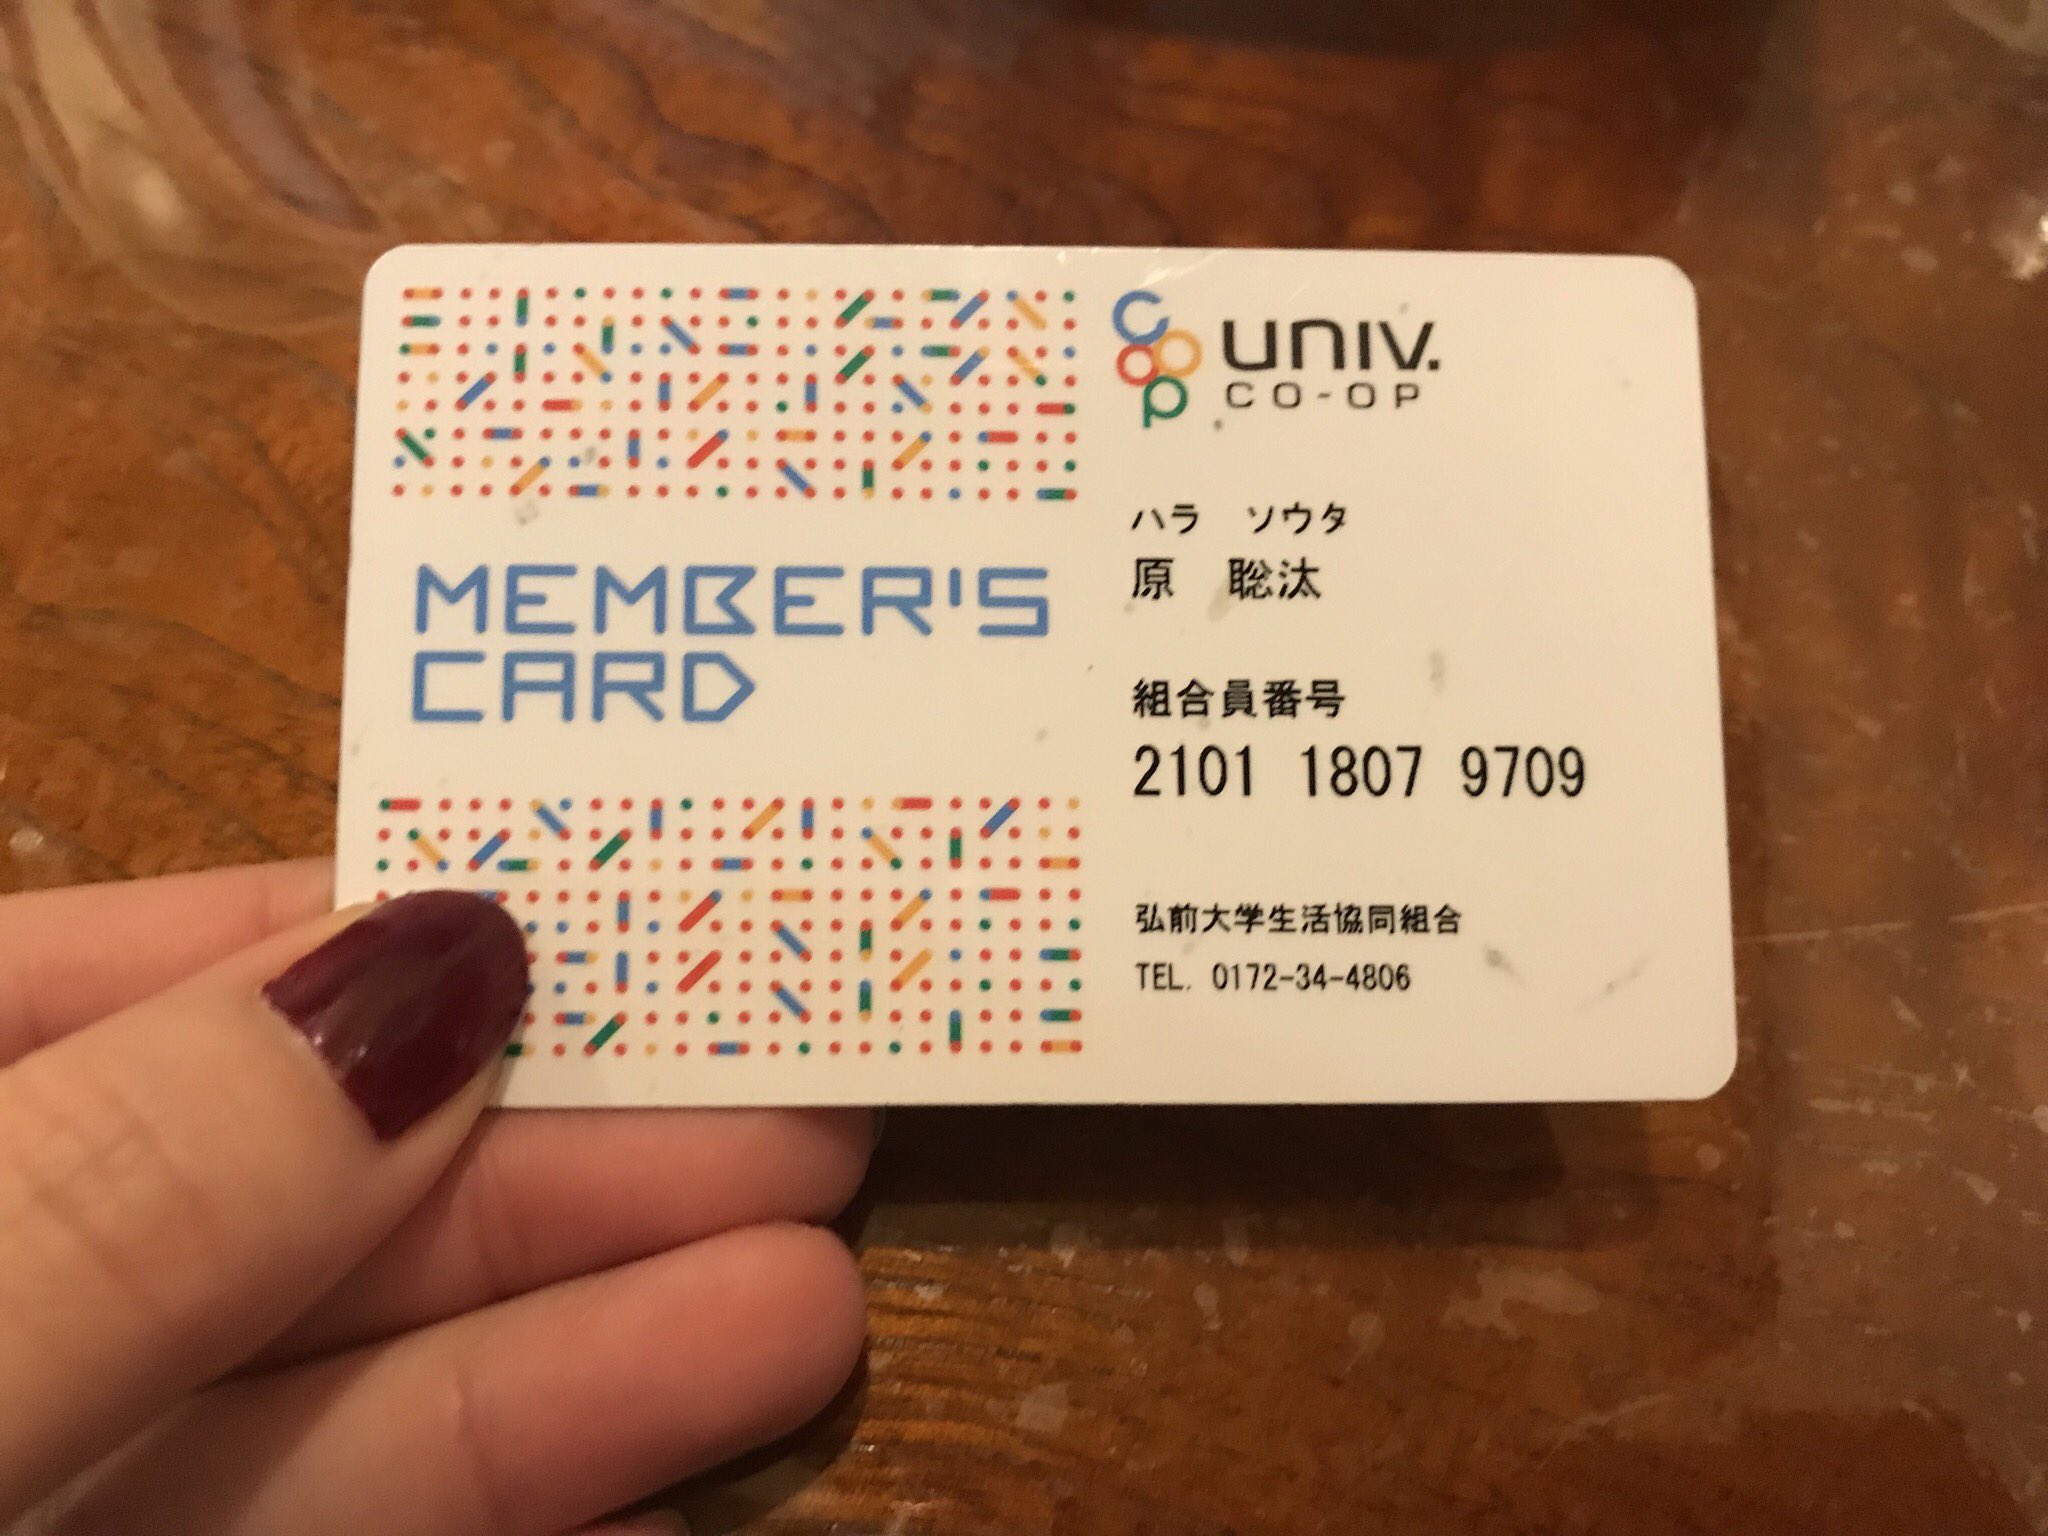 MEMBER'S
CARD
coop
univ.
CO-OP
ハラ　ソウタ
原　聡汰
組合員番号
2101 1807 9709
弘前大学生活協同組合
TEL. 0172-34-4806